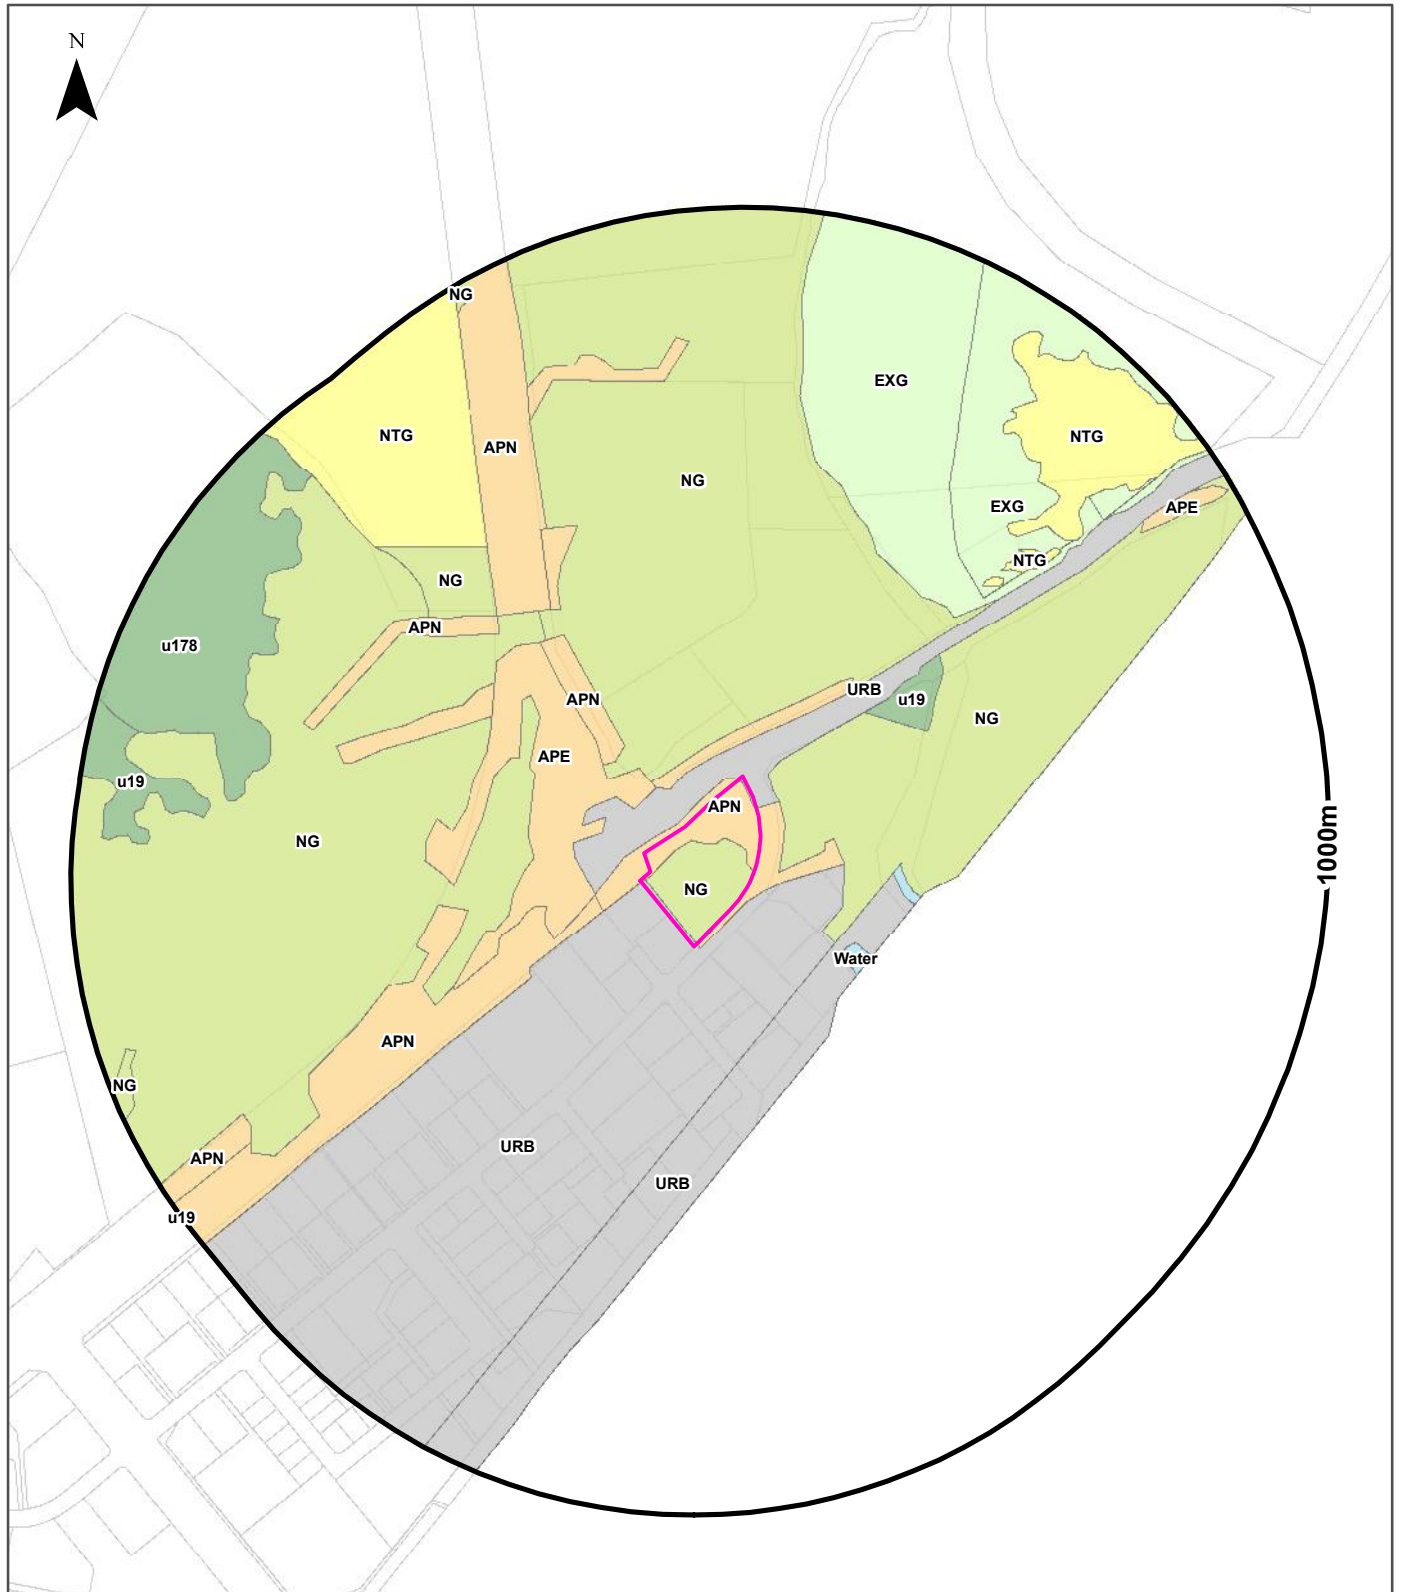 N
NG
EXG
NTG
NTG
APN
NG
EXG
APE
NTG
NG
APN
u178
URB
APN
u19
NG
APE
u19
APN
NG
NG
1000m
Water
APN
NG
URB
APN
URB
u19